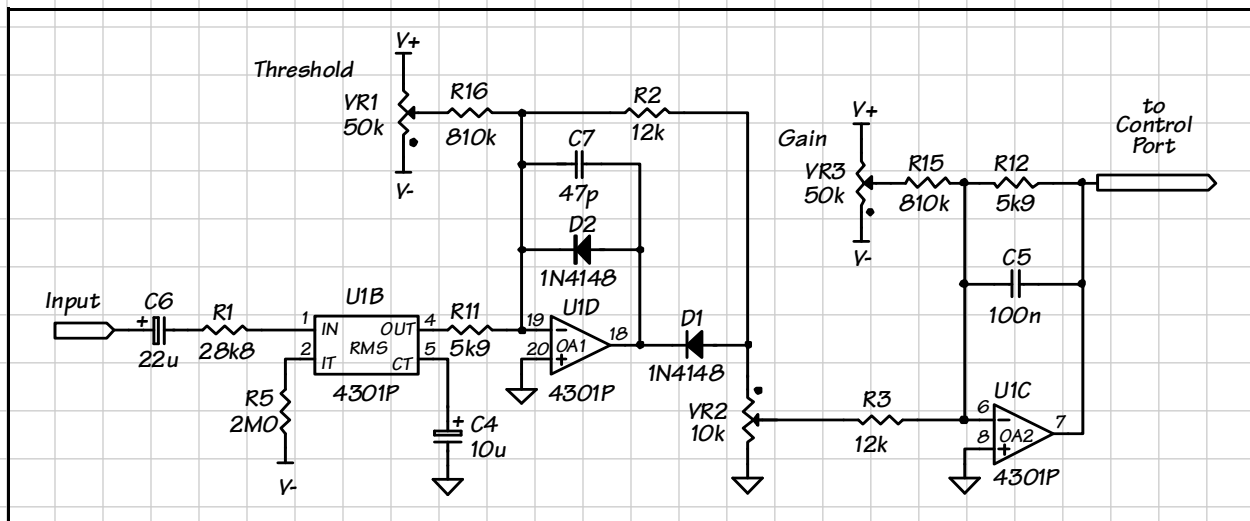 Threshold
V+
VR1
50k
V-
R16
810k
R2
12k
C7
47p
D2
1N4148
Input
C6
+
22u
R1
28k8
U1B
1
IN
OUT
4
2
IT
RMS
CT
5
4301P
R5
2M0
V-
R11
5k9
+
C4
10u
U1D
19
−
18
20
+
OA1
4301P
D1
1N4148
VR2
10k
R3
12k
Gain
V+
VR3
50k
V-
R15
810k
R12
5k9
C5
100n
U1C
6
−
7
8
+
OA2
4301P
to
Control
Port